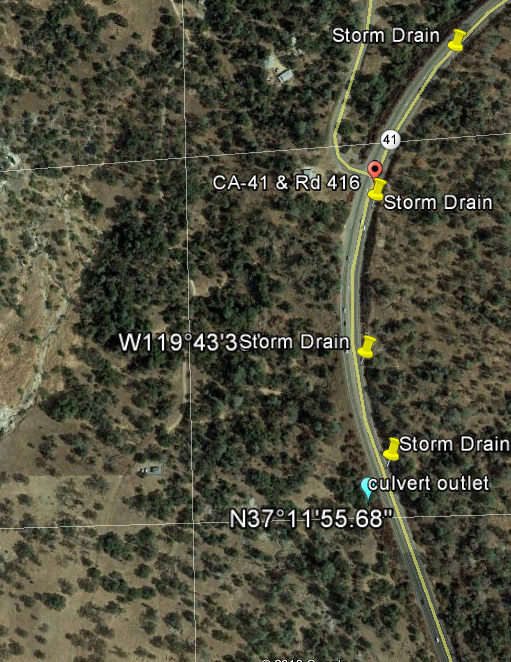 Storm Drain
41
CA-41 & Rd 416
Storm Drain
W119°43'3
Storm Drain
Storm Drain
culvert outlet
N37°11'55.68"